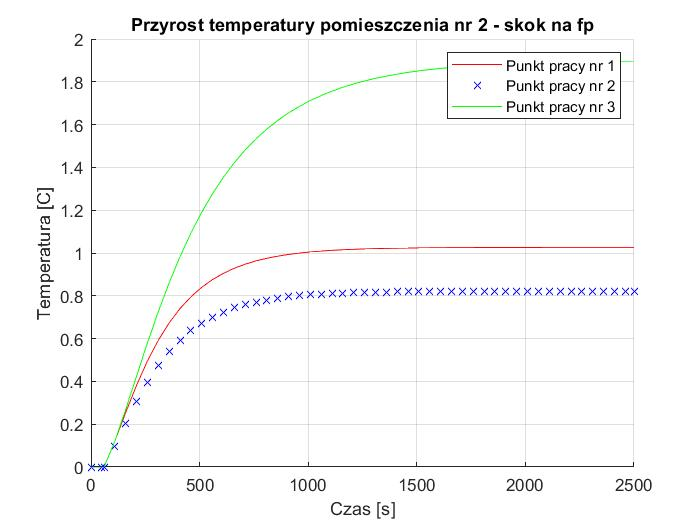 Przyrost temperatury pomieszczenia nr 2 - skok na fp
2
1.8
1.6
1.4
1.2
1
0.8
0.6
0.4
0.2
0
Temperatura [C]
Punkt pracy nr 1
Punkt pracy nr 2
Punkt pracy nr 3
0 500 1000 1500 2000 2500
Czas [s]